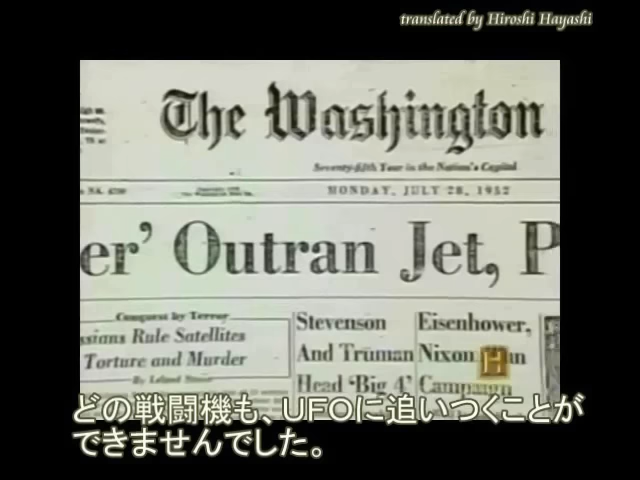 translated by Hiroshi Hayashi
The Washington
Seventy-fifth Year in the Nation's Capital
MONDAY, JULY 28, 1952
er' Outran Jet, P
Conquest by Terror
ssians Rule Satellites
Torture and Murder
By Leland Stowe
Stevenson
And Truman
Head 'Big 4'
Eisenhower,
Nixon
Campaign
H
どの戦闘機も、UFOに追いつくことが
できませんでした。